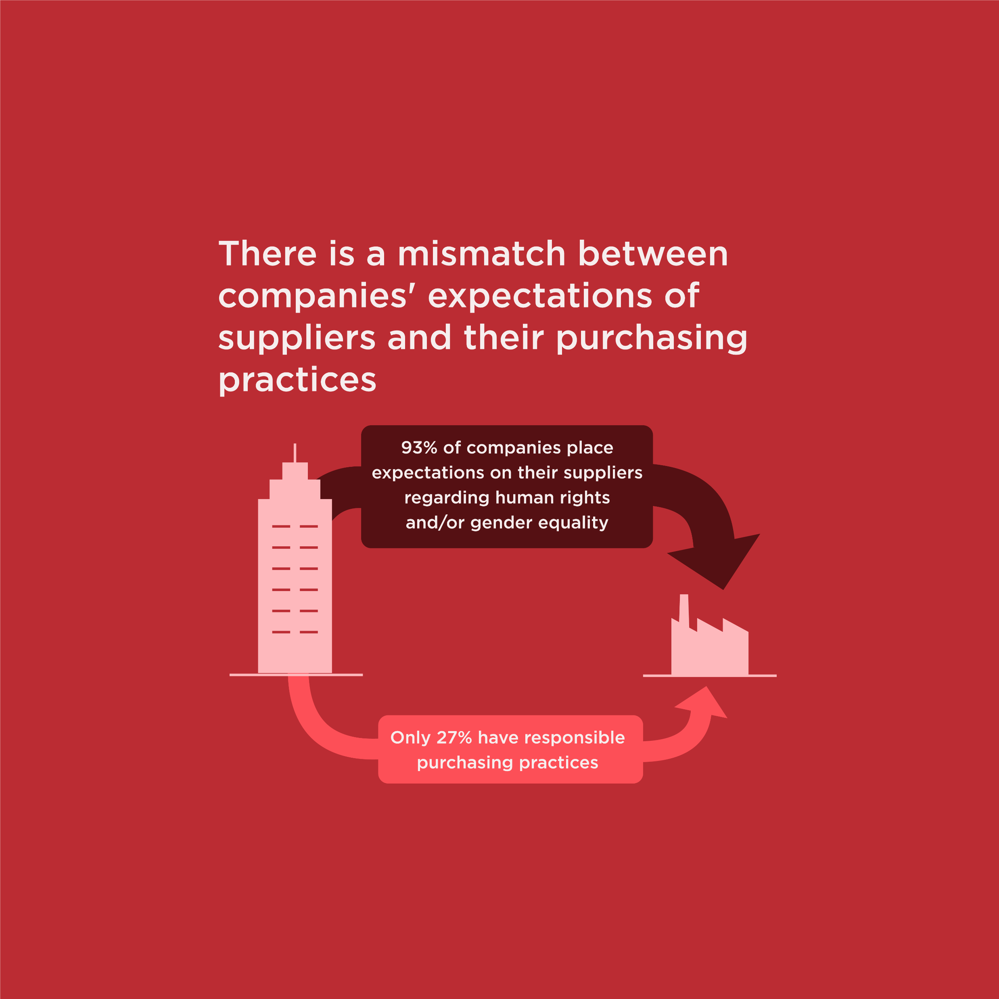 There is a mismatch between
companies’ expectations of
suppliers and their purchasing
practices
93% of companies place
expectations on their suppliers
regarding human rights
and/or gender equality
Only 27% have responsible
purchasing practices